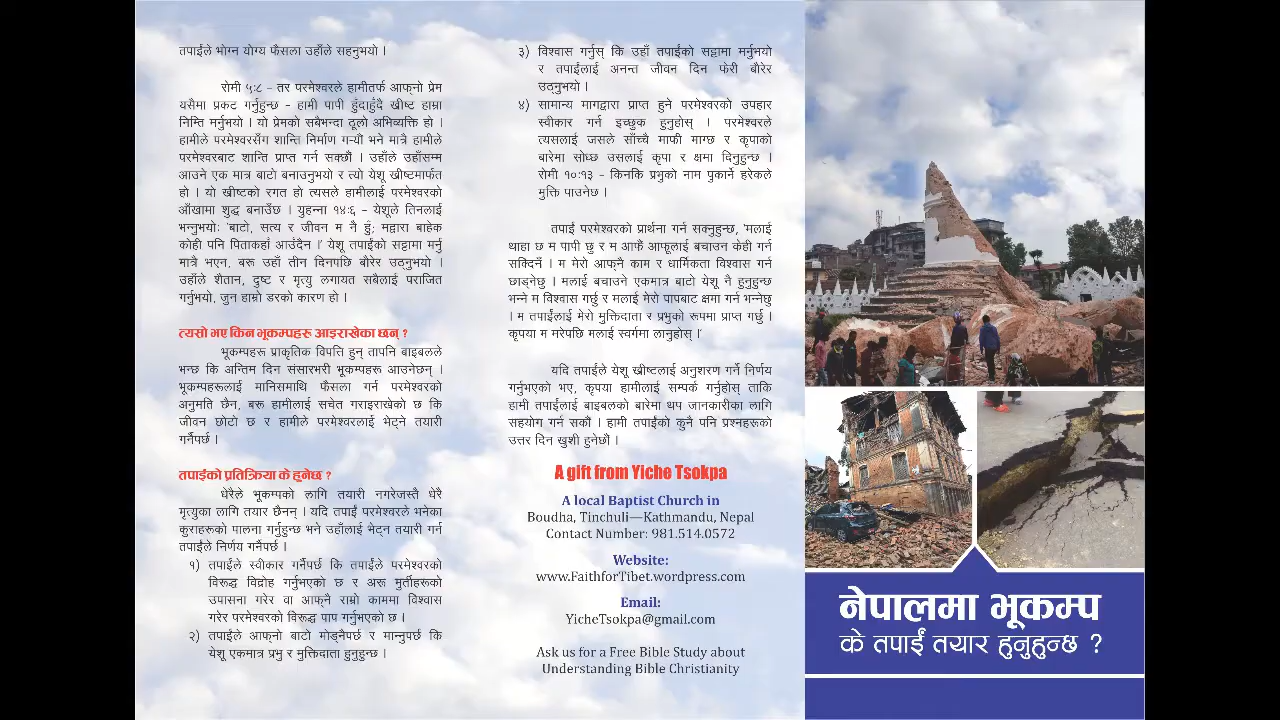 तपाईंले भोग्न योग्य फैसला उहाँले सहनुभयो ।
रोमी ५:८ – तर परमेश्वरले हामीतर्फ आफ्नो प्रेम
यसैमा प्रकट गर्नुहुन्छ – हामी पापी हुँदाहुँदै ख्रीष्ट हाम्रा
निम्ति मर्नुभयो । यो प्रेमको सबैभन्दा ठूलो अभिव्यक्ति हो ।
हामीले परमेश्वरसँग शान्ति निर्माण गर्‍यौं भने मात्रै हामीले
परमेश्वरबाट शान्ति प्राप्त गर्न सक्छौं । उहाँले उहाँसम्म
आउने एक मात्र बाटो बनाउनुभयो र त्यो येशू ख्रीष्टमार्फत
हो । यो ख्रीष्टको रगत हो त्यसले हामीलाई परमेश्वरको
आँखामा शुद्ध बनाउँछ । युहन्ना १४:६ – येशूले तिनलाई
भन्नुभयो: 'बाटो, सत्य र जीवन म नै हुँ; मद्वारा बाहेक
कोही पनि पिताकहाँ आउँदैन ।' येशू तपाईंको सट्टामा मर्नु
मात्रै भएन, बरू उहाँ तीन दिनपछि बौरेर उठ्नुभयो ।
उहाँले शैतान, दुष्ट र मृत्यु लगायत सबैलाई पराजित
गर्नुभयो, जुन हाम्रो डरको कारण हो ।
त्यसो भए किन भूकम्पहरू आइराखेका छन् ?
भूकम्पहरू प्राकृतिक विपत्ति हुन् तापनि बाइबलले
भन्छ कि अन्तिम दिन संसारभरी भूकम्पहरू आउनेछन् ।
भूकम्पहरूलाई मानिसमाथि फैसला गर्न परमेश्वरको
अनुमति छैन, बरू हामीलाई सचेत गराइराखेको छ कि
जीवन छोटो छ र हामीले परमेश्वरलाई भेट्न तयारी
गर्नैपर्छ ।
तपाईंको प्रतिक्रिया के हुनेछ ?
धेरैले भूकम्पको लागि तयारी नगरेजस्तै धेरै
मृत्युका लागि तयार छैनन् । यदि तपाईं परमेश्वरले भनेका
कुराहरूको पालना गर्नुहुन्छ भने उहाँलाई भेट्न तयारी गर्न
तपाईंले निर्णय गर्नैपर्छ ।
१) तपाईंले स्वीकार गर्नैपर्छ कि तपाईंले परमेश्वरको
विरूद्ध विद्रोह गर्नुभएको छ र अरू मुर्तीहरूको
उपासना गरेर वा आफ्नै राम्रो काममा विश्वास
गरेर परमेश्वरको विरूद्ध पाप गर्नुभएको छ ।
२) तपाईंले आफ्नो बाटो मोड्नैपर्छ र मान्नुपर्छ कि
येशू एकमात्र प्रभु र मुक्तिदाता हुनुहुन्छ ।
३) विश्वास गर्नुस् कि उहाँ तपाईंको सट्टामा मर्नुभयो
र तपाईंलाई अनन्त जीवन दिन फेरी बौरेर
उठ्नुभयो ।
४) सामान्य मागद्वारा प्राप्त हुने परमेश्वरको उपहार
स्वीकार गर्न इच्छुक हुनुहोस् । परमेश्वरले
त्यसलाई जसले साँच्चै माफी माग्छ र कृपाको
बारेमा सोध्छ उसलाई कृपा र क्षमा दिनुहुन्छ ।
रोमी १०:१३ – किनकि प्रभुको नाम पुकार्ने हरेकले
मुक्ति पाउनेछ ।
तपाईं परमेश्वरको प्रार्थना गर्न सक्नुहुन्छ, 'मलाई
थाहा छ म पापी छु र म आफैं आफूलाई बचाउन केही गर्न
सक्दिनँ । म मेरो आफ्नै काम र धार्मिकता विश्वास गर्न
छाड्नेछु । मलाई बचाउने एकमात्र बाटो येशू नै हुनुहुन्छ
भन्ने म विश्वास गर्छु र मलाई मेरो पापबाट क्षमा गर्न भन्नेछु
। म तपाईंलाई मेरो मुक्तिदाता र प्रभुको रूपमा प्राप्त गर्छु ।
कृपया म मरेपछि मलाई स्वर्गमा लानुहोस् ।'
यदि तपाईंले येशू ख्रीष्टलाई अनुशरण गर्ने निर्णय
गर्नुभएको भए, कृपया हामीलाई सम्पर्क गर्नुहोस् ताकि
हामी तपाईंलाई बाइबलको बारेमा थप जानकारीका लागि
सहयोग गर्न सकौं । हामी तपाईंको कुनै पनि प्रश्नहरूको
उत्तर दिन खुशी हुनेछौं ।
A gift from Yiche Tsokpa
A local Baptist Church in
Boudha, Tinchuli—Kathmandu, Nepal
Contact Number: 981.514.0572
Website:
www.FaithforTibet.wordpress.com
Email:
YicheTsokpa@gmail.com
Ask us for a Free Bible Study about
Understanding Bible Christianity
नेपालमा भूकम्प
के तपाईं तयार हुनुहुन्छ ?